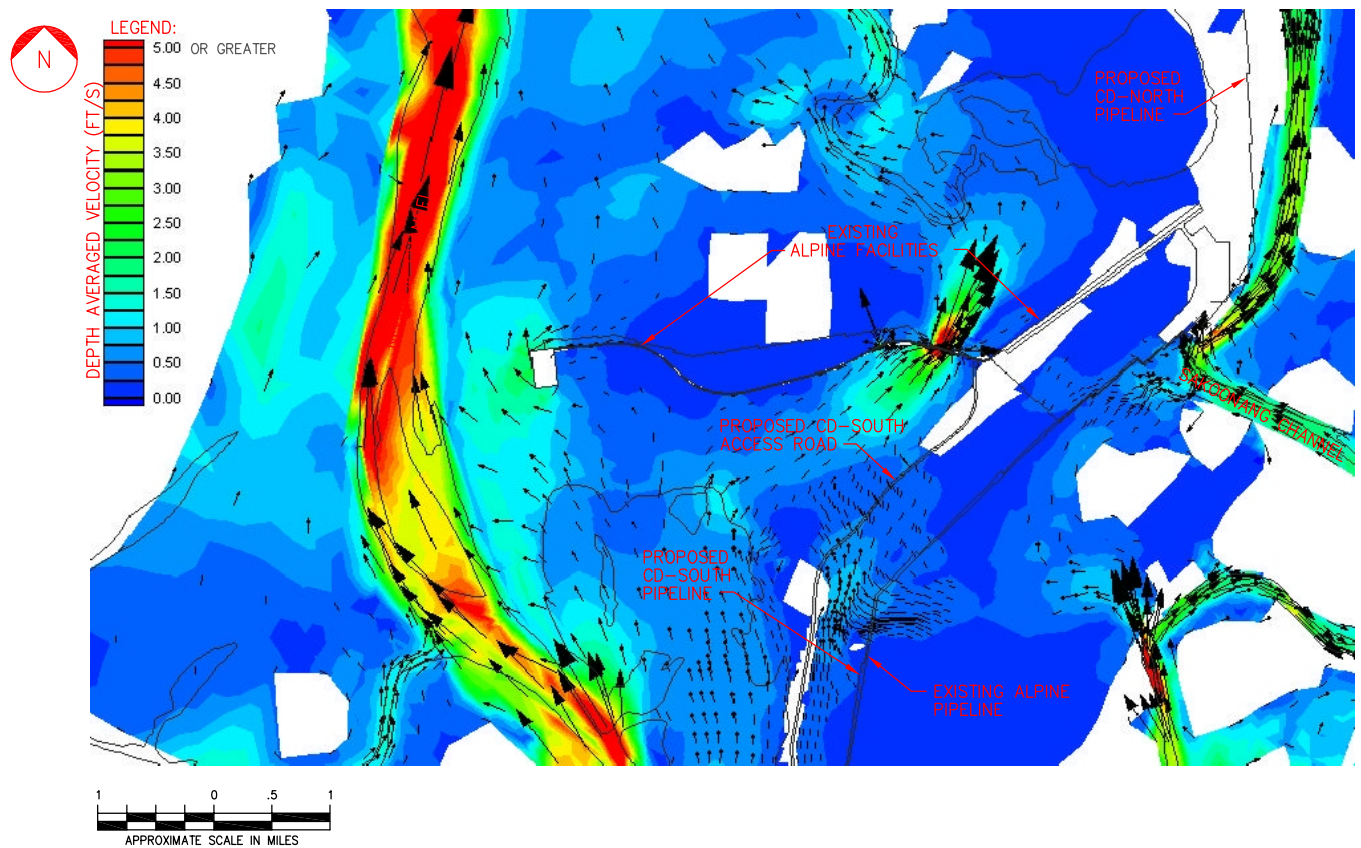 N
LEGEND:
5.00 OR GREATER
4.50
4.00
3.50
3.00
2.50
2.00
1.50
1.00
0.50
0.00
DEPTH AVERAGED VELOCITY (FT/S)
PROPOSED
CD-NORTH
PIPELINE
EXISTING
ALPINE FACILITIES
SAKOONANG CHANNEL
PROPOSED CD-SOUTH
ACCESS ROAD
PROPOSED
CD-SOUTH
PIPELINE
EXISTING ALPINE
PIPELINE
1 0 .5 1
APPROXIMATE SCALE IN MILES